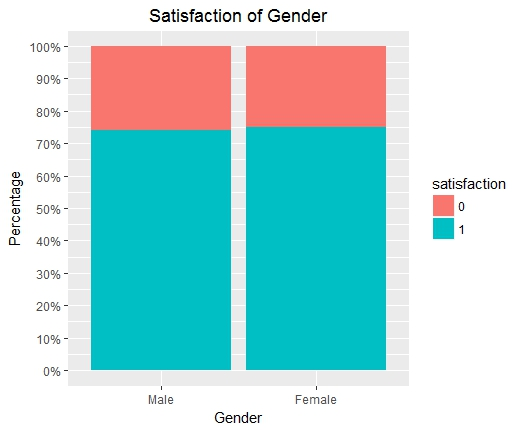 Satisfaction of Gender
100%
90%
80%
70%
60%
50%
40%
30%
20%
10%
0%
Percentage
Male
Female
Gender
satisfaction
0
1